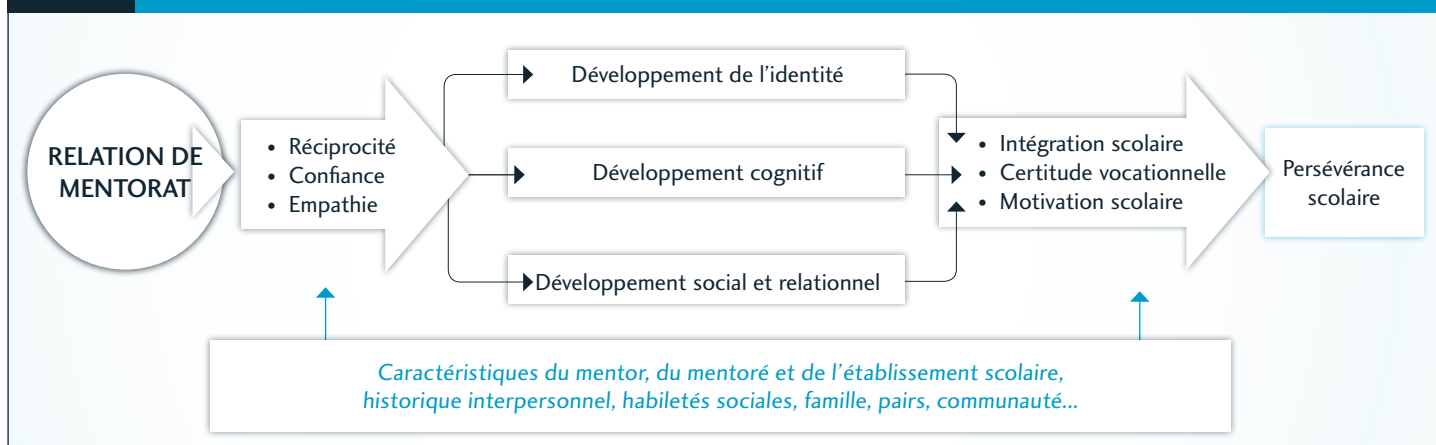 RELATION DE
MENTORAT
• Réciprocité
• Confiance
• Empathie
Développement de l’identité
Développement cognitif
Développement social et relationnel
• Intégration scolaire
• Certitude vocationnelle
• Motivation scolaire
Persévérance
scolaire
Caractéristiques du mentor, du mentoré et de l’établissement scolaire,
historique interpersonnel, habiletés sociales, famille, pairs, communauté...